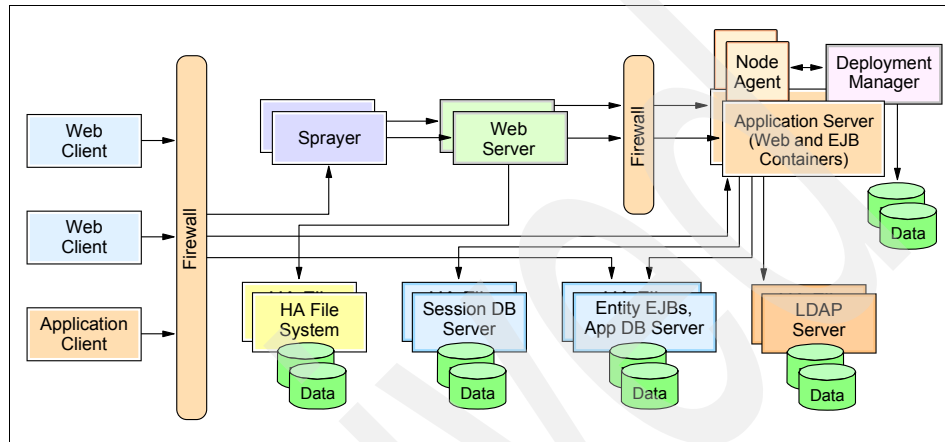 Node
Agent
Deployment
Manager
Web
Client
Sprayer
Web
Server
Firewall
Application Server
(Web and EJB
Containers)
Data
Web
Client
Firewall
HA File
System
Session DB
Server
Entity EJBs,
App DB Server
LDAP
Server
Application
Client
Data
Data
Data
Data